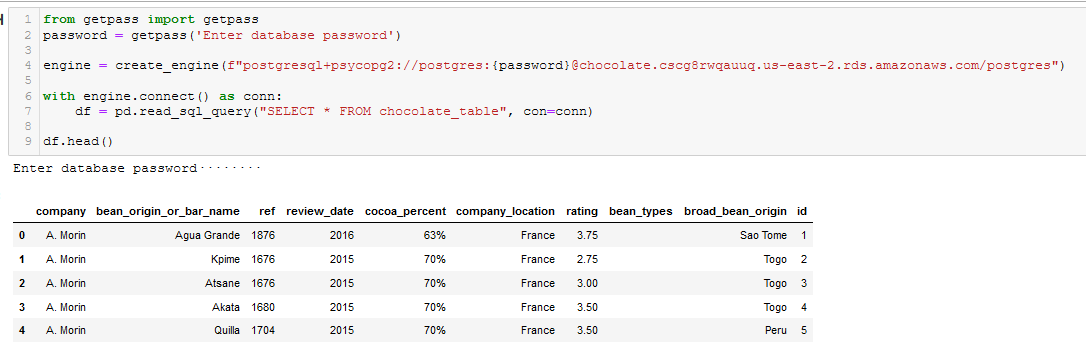 1 from getpass import getpass
2 password = getpass('Enter database password')
3
4 engine = create_engine(f"postgresql+psycopg2://postgres:{password}@chocolate.cscg8rwqauuq.us-east-2.rds.amazonaws.com/postgres")
5
6 with engine.connect() as conn:
7     df = pd.read_sql_query("SELECT * FROM chocolate_table", con=conn)
8
9 df.head()
Enter database password········
company bean_origin_or_bar_name ref review_date cocoa_percent company_location rating bean_types broad_bean_origin id
0 A. Morin Agua Grande 1876 2016 63% France 3.75 Sao Tome 1
1 A. Morin Kpime 1676 2015 70% France 2.75 Togo 2
2 A. Morin Atsane 1676 2015 70% France 3.00 Togo 3
3 A. Morin Akata 1680 2015 70% France 3.50 Togo 4
4 A. Morin Quilla 1704 2015 70% France 3.50 Peru 5